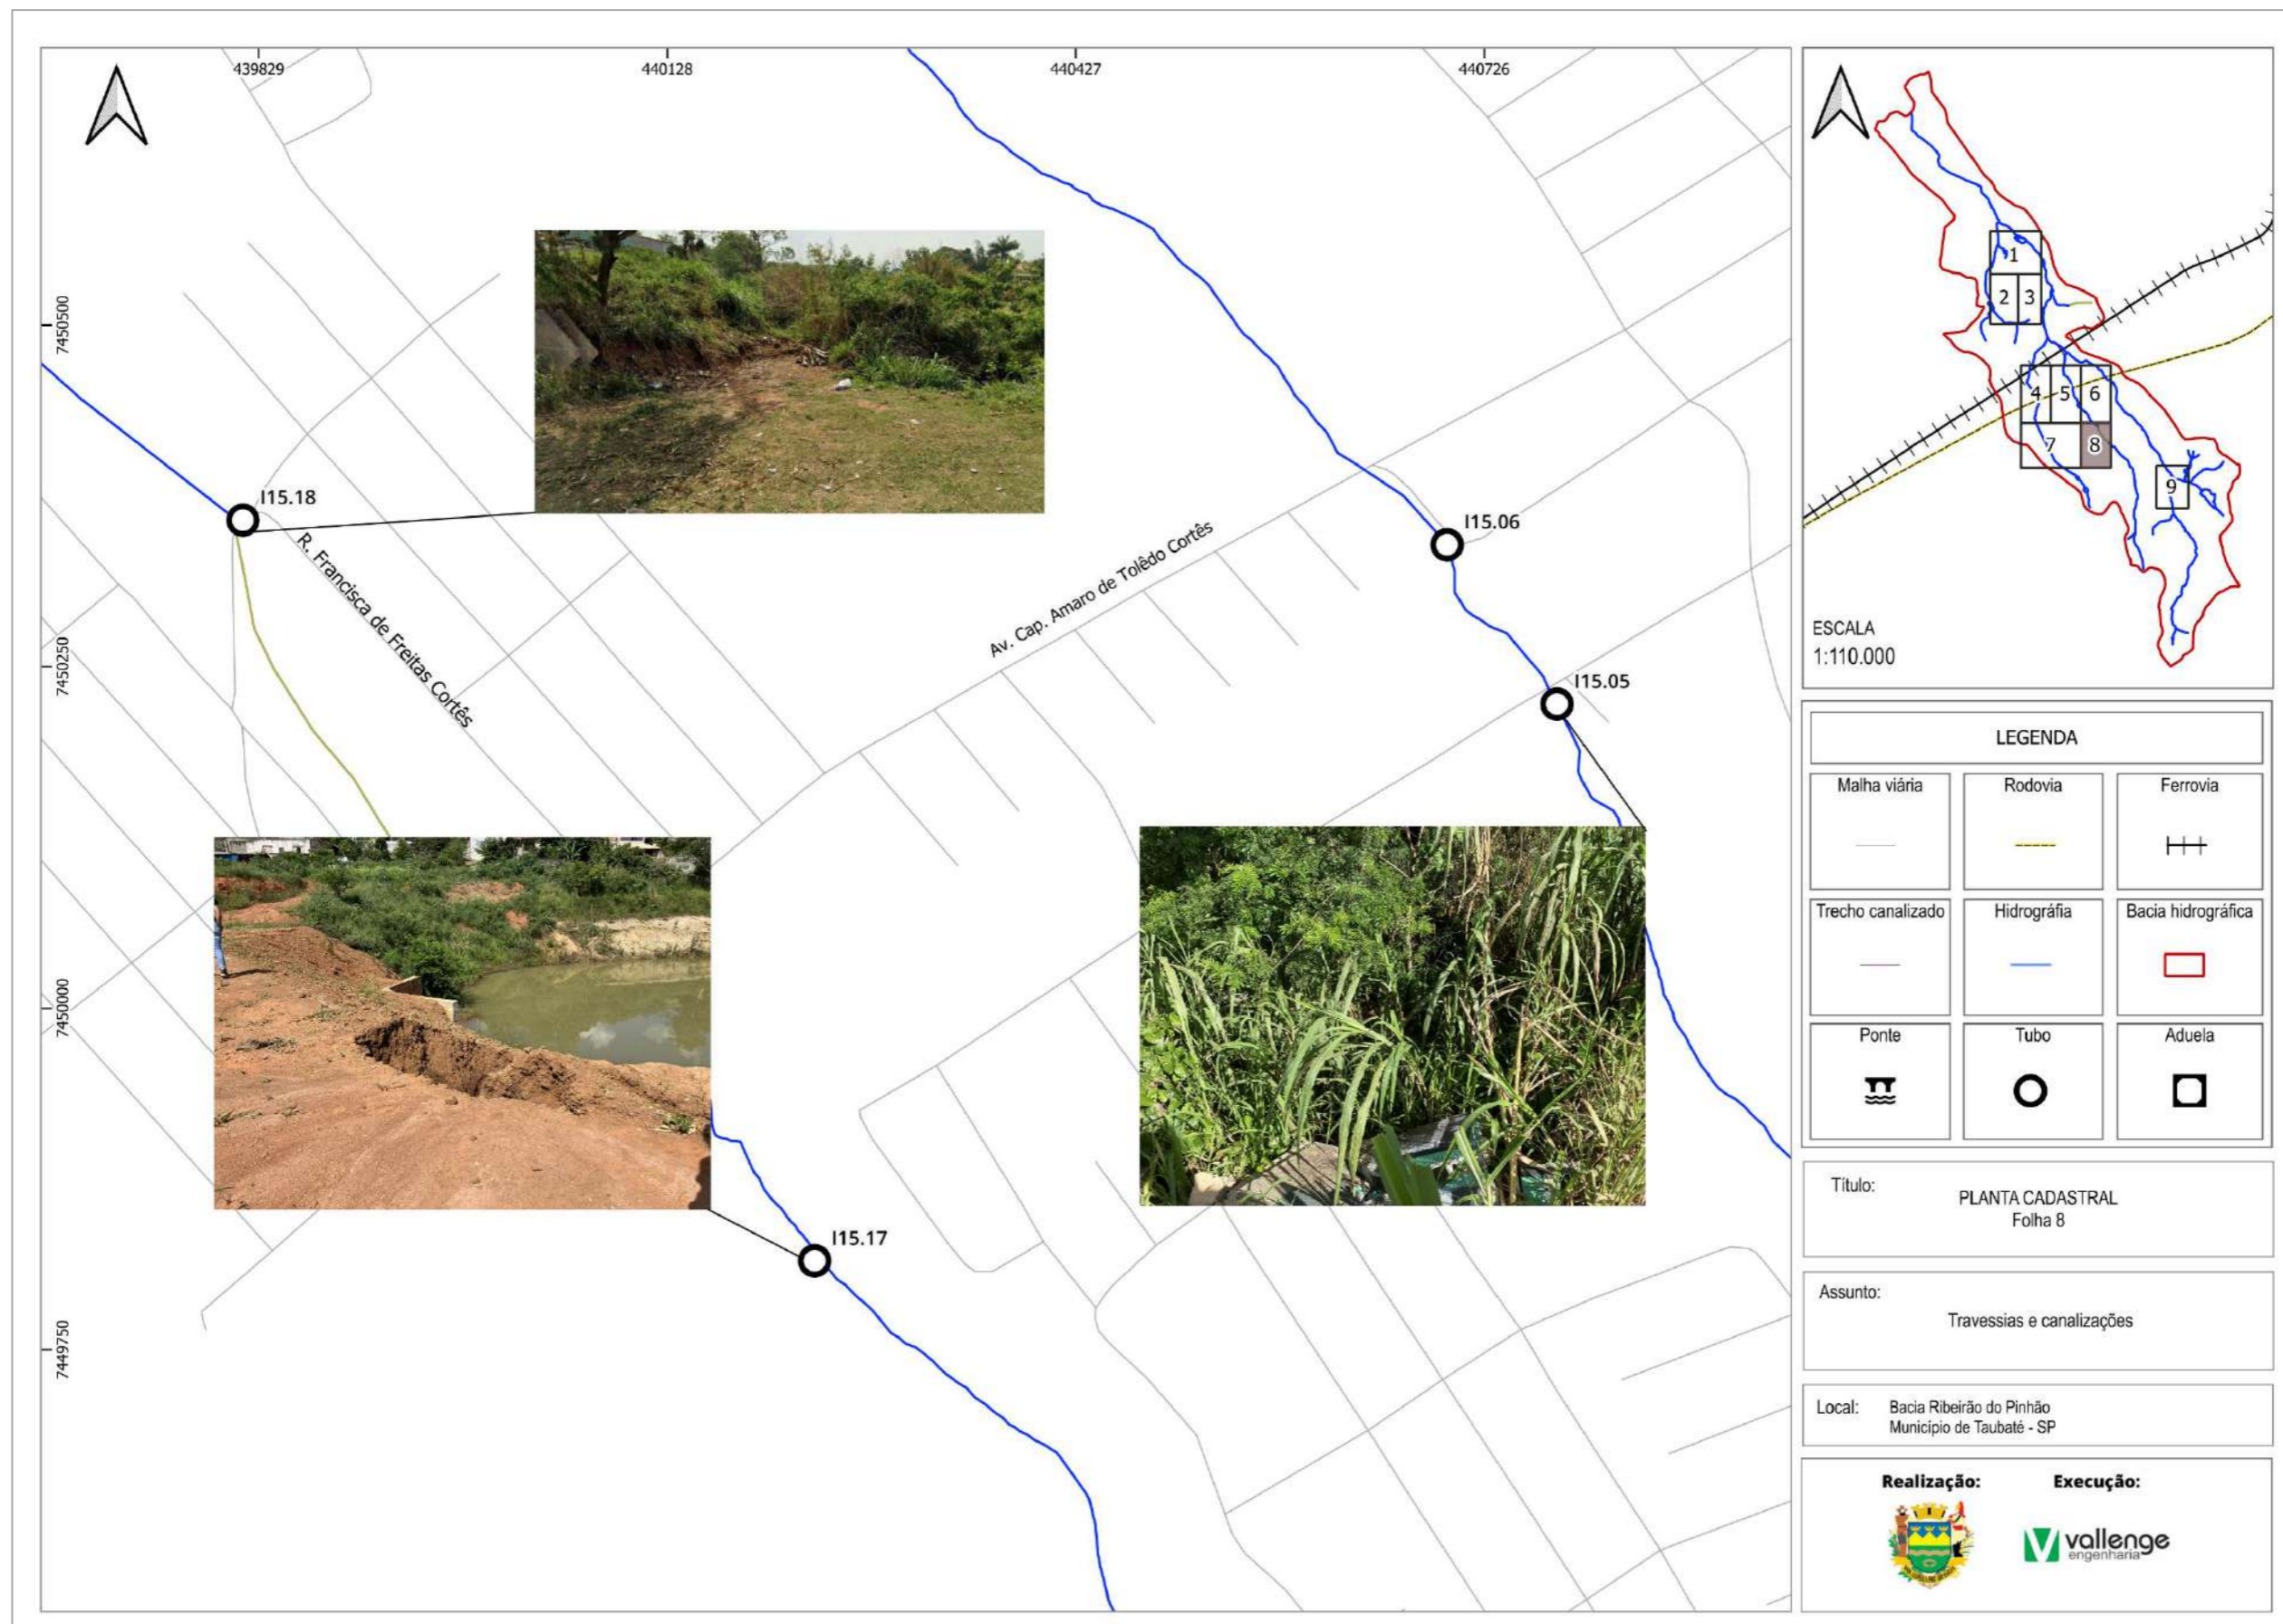 439829
440128
440427
440726
7450500
7450250
7450000
7449750
I15.18
R. Francisca de Freitas Cortês
Av. Cap. Amaro de Tolêdo Cortês
I15.06
I15.05
I15.17
1
2
3
4
5
6
7
8
9
ESCALA
1:110.000
LEGENDA
Malha viária
Rodovia
Ferrovia
Trecho canalizado
Hidrográfia
Bacia hidrográfica
Ponte
Tubo
Aduela
Título:
PLANTA CADASTRAL
Folha 8
Assunto:
Travessias e canalizações
Local: Bacia Ribeirão do Pinhão
Município de Taubaté - SP
Realização:
Execução:
vallenge
engenharia